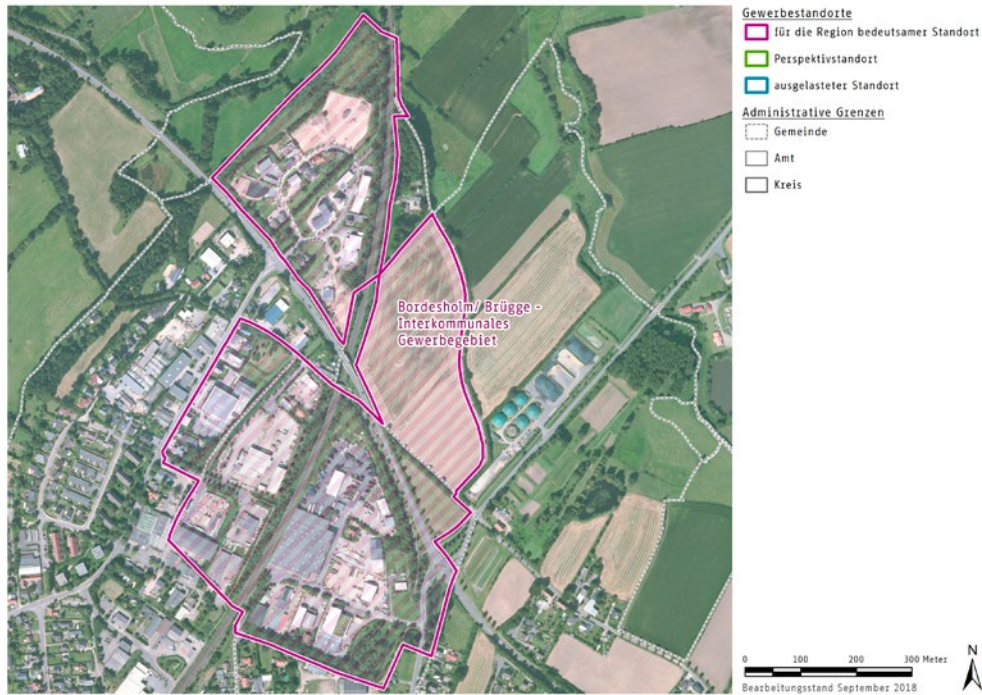 Gewerbestandorte
für die Region bedeutsamer Standort
Perspektivstandort
ausgelasteter Standort
Administrative Grenzen
Gemeinde
Amt
Kreis
Bordesholm/ Brügge -
Interkommunales
Gewerbegebiet
N
0 100 200 300 Meter
Bearbeitungsstand September 2018